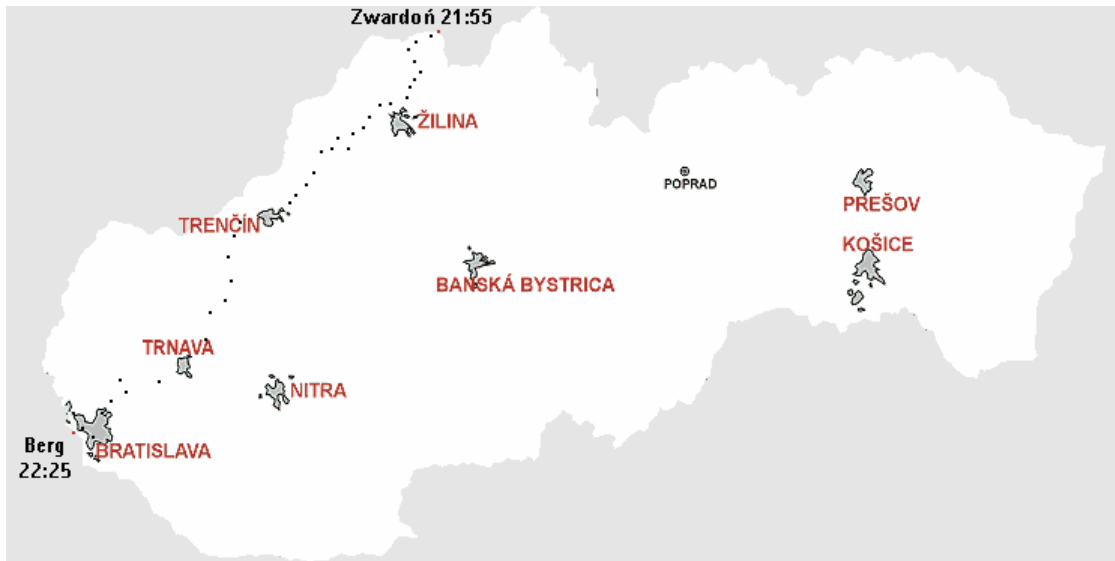 Zwardoń 21:55
ŽILINA
POPRAD
PREŠOV
TRENČÍN
KOŠICE
BANSKÁ BYSTRICA
TRNAVA
NITRA
Berg
22:25
BRATISLAVA